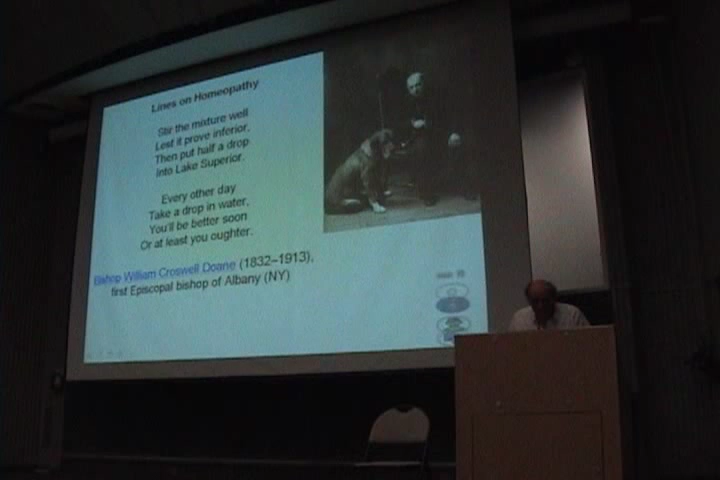 Lines on Homeopathy
Stir the mixture well
Lest it prove inferior,
Then put half a drop
Into Lake Superior.
Every other day
Take a drop in water,
You'll be better soon
Or at least you oughter.
Bishop William Croswell Doane (1832–1913),
first Episcopal bishop of Albany (NY)